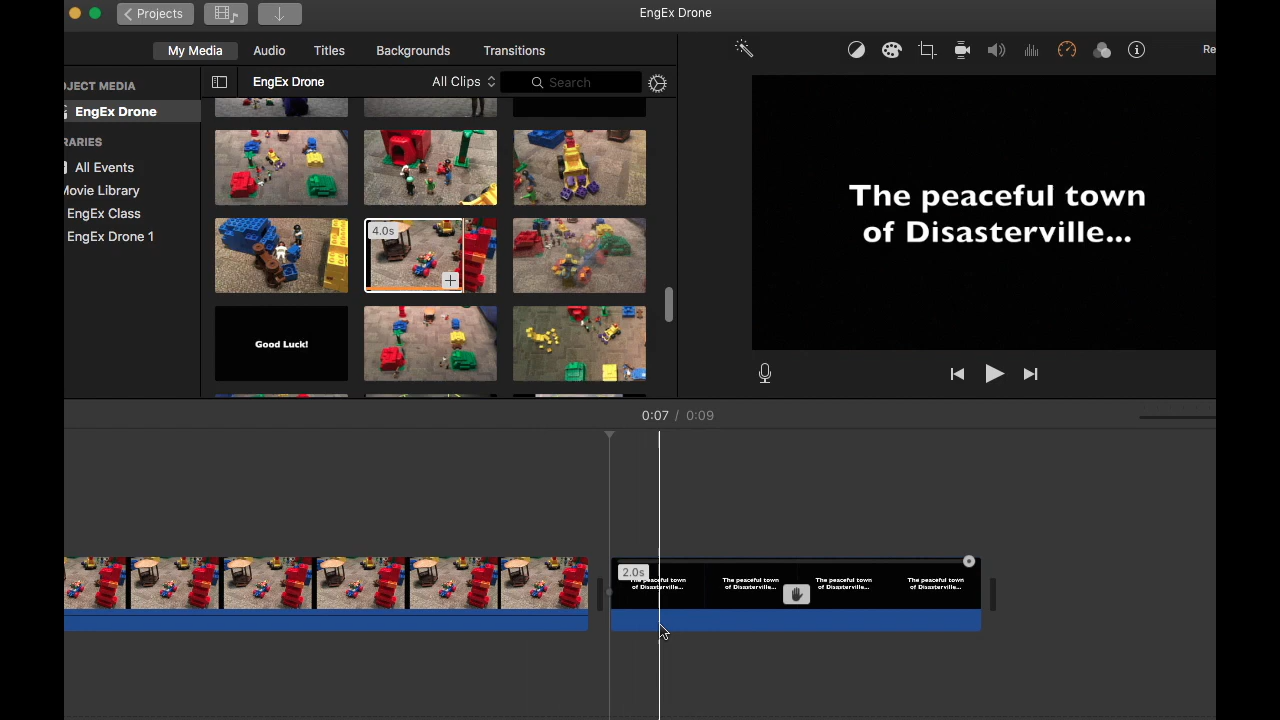 Projects
EngEx Drone
My Media
Audio
Titles
Backgrounds
Transitions
Re
OJECT MEDIA
EngEx Drone
All Clips
Search
EngEx Drone
RARIES
All Events
Movie Library
EngEx Class
EngEx Drone 1
4.0s
Good Luck!
The peaceful town
of Disasterville...
0:07 / 0:09
2.0s
The peaceful town
of Disasterville...
The peaceful town
of Disasterville...
The peaceful town
of Disasterville...
The peaceful town
of Disasterville...